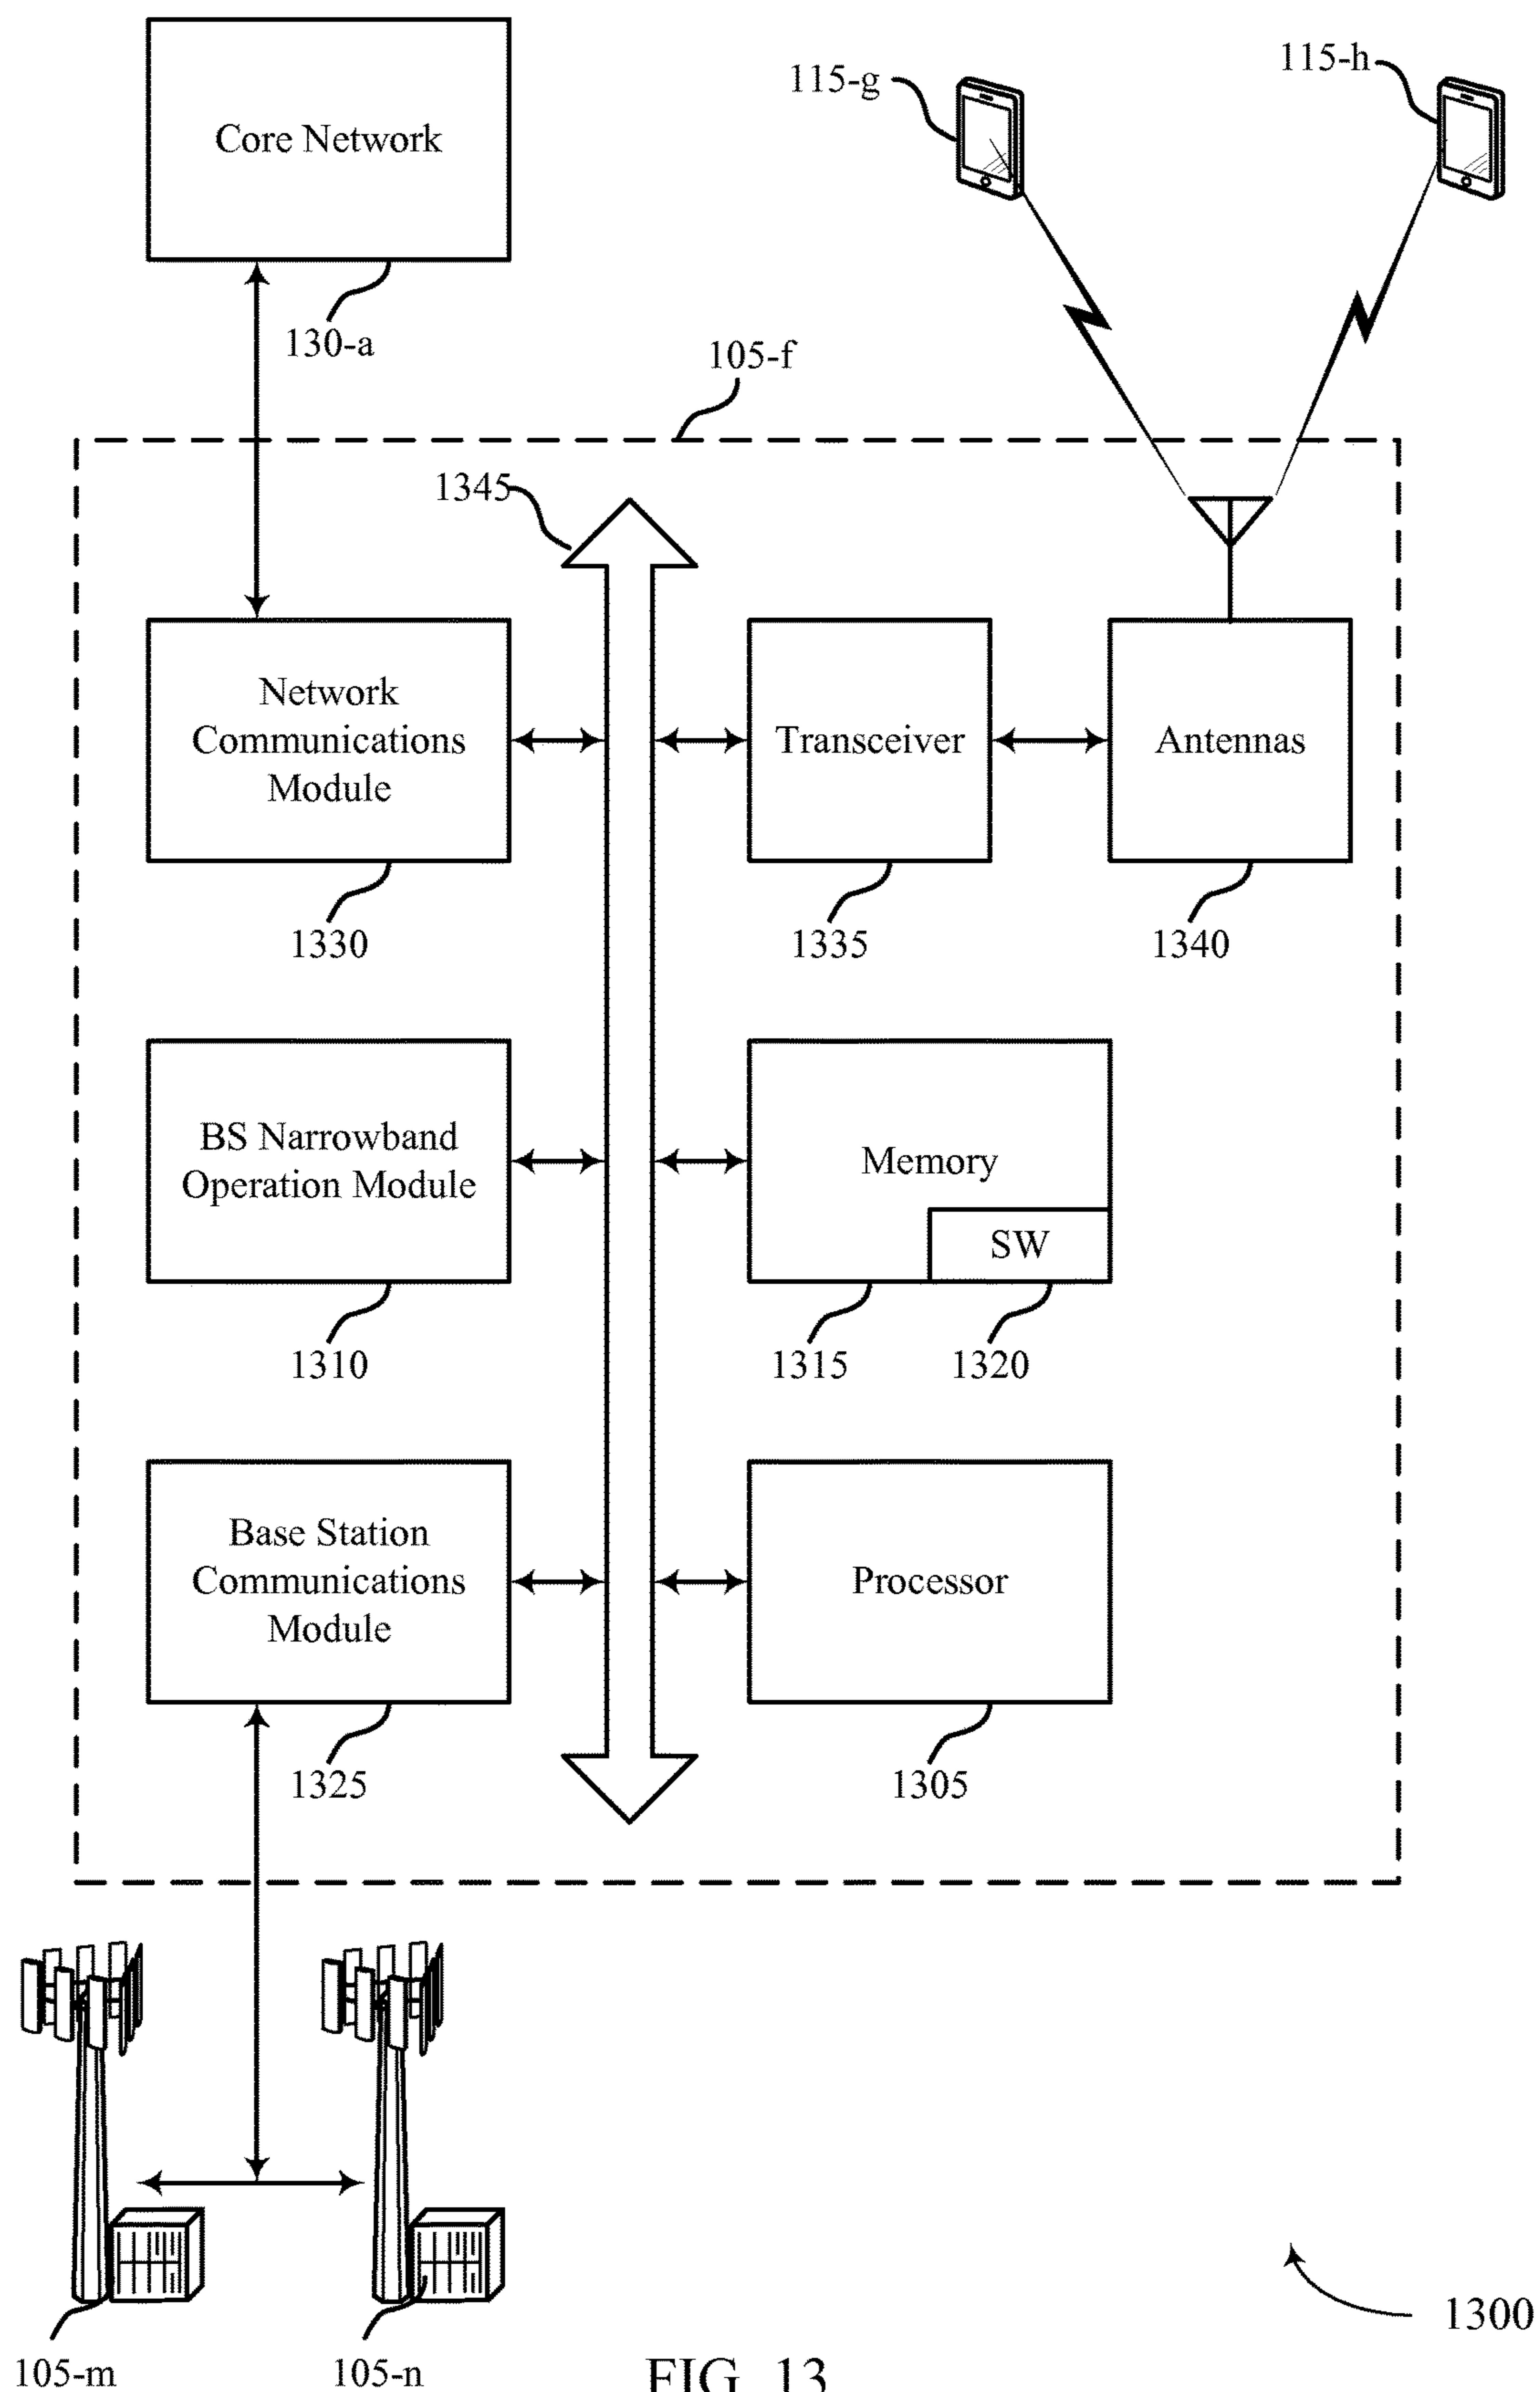 Core Network
115-g
115-h
130-a
105-f
1345
Network
Communications
Module
Transceiver
Antennas
1330
1335
1340
BS Narrowband
Operation Module
Memory
SW
1310
1315
1320
Base Station
Communications
Module
Processor
1325
1305
1300
105-m
105-n
FIG. 13